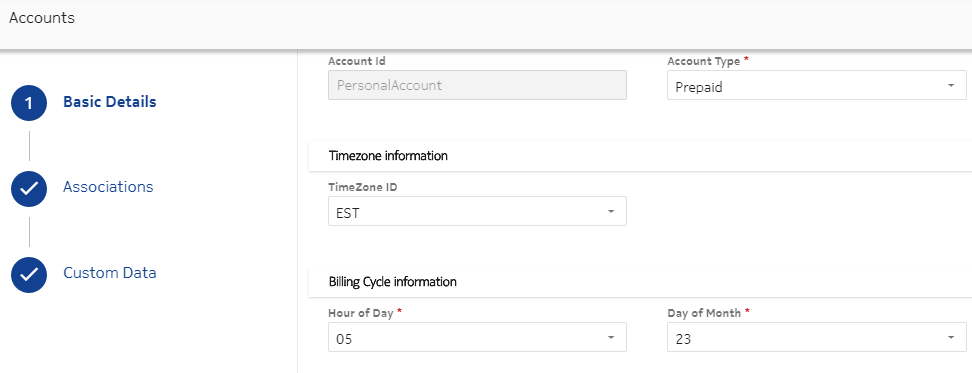 Accounts
Account Id
Account Type *
PersonalAccount
Prepaid
1
Basic Details
Timezone information
Associations
TimeZone ID
EST
Custom Data
Billing Cycle information
Hour of Day *
Day of Month *
05
23